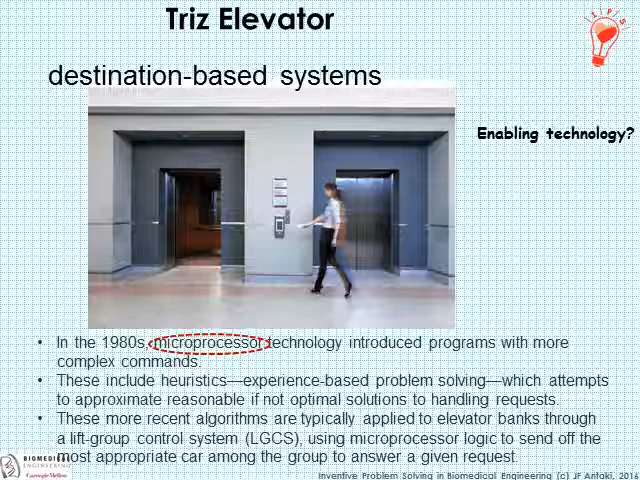 Triz Elevator
I P S
destination-based systems
Enabling technology?
• In the 1980s, microprocessor technology introduced programs with more
complex commands.
• These include heuristics—experience-based problem solving—which attempts
to approximate reasonable if not optimal solutions to handling requests.
• These more recent algorithms are typically applied to elevator banks through
a lift-group control system (LGCS), using microprocessor logic to send off the
most appropriate car among the group to answer a given request.
BIOMEDICAL
ENGINEERING
Carnegie Mellon
Inventive Problem Solving in Biomedical Engineering (c) JF Antaki, 2016